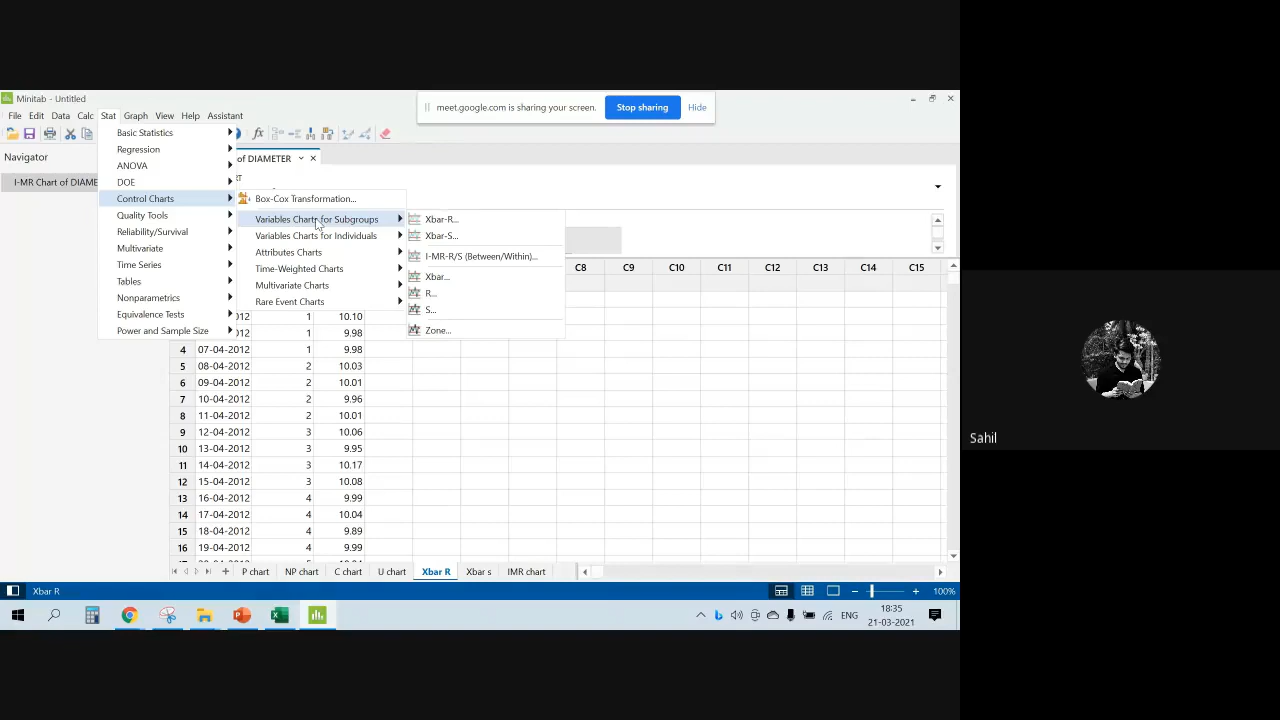 Minitab - Untitled
meet.google.com is sharing your screen.
Stop sharing
Hide
File Edit Data Calc Stat Graph View Help Assistant
Navigator
of DIAMETER
I-MR Chart of DIAME
RT
Basic Statistics
Regression
ANOVA
DOE
Control Charts
Quality Tools
Reliability/Survival
Multivariate
Time Series
Tables
Nonparametrics
Equivalence Tests
Power and Sample Size
Box-Cox Transformation...
Variables Charts for Subgroups
Variables Charts for Individuals
Attributes Charts
Time-Weighted Charts
Multivariate Charts
Rare Event Charts
Xbar-R...
Xbar-S...
I-MR-R/S (Between/Within)...
Xbar...
R...
S...
Zone...
C8 C9 C10 C11 C12 C13 C14 C15
012 1 10.10
012 1 9.98
4 07-04-2012 1 9.98
5 08-04-2012 2 10.03
6 09-04-2012 2 10.01
7 10-04-2012 2 9.96
8 11-04-2012 2 10.01
9 12-04-2012 3 10.06
10 13-04-2012 3 9.95
11 14-04-2012 3 10.17
12 15-04-2012 3 10.08
13 16-04-2012 4 9.99
14 17-04-2012 4 10.04
15 18-04-2012 4 9.89
16 19-04-2012 4 9.99
P chart NP chart C chart U chart Xbar R Xbar s IMR chart
Xbar R
100%
ENG
18:35
21-03-2021
Sahil